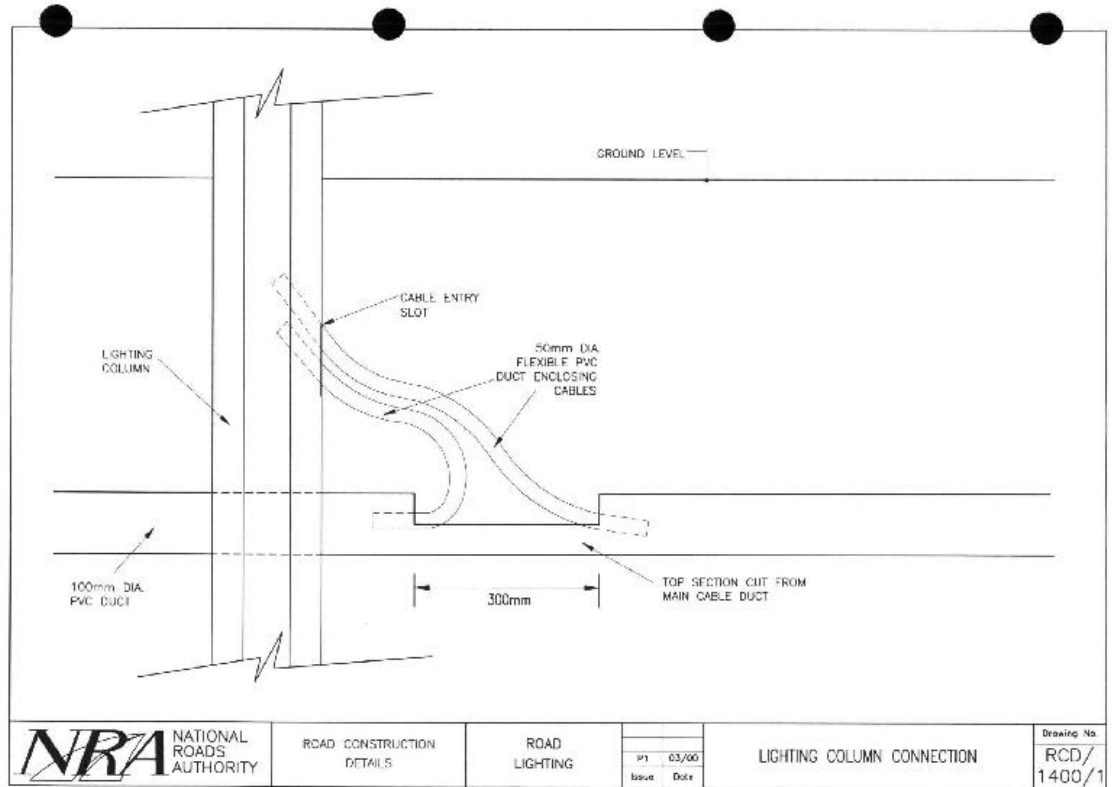 GROUND LEVEL
CABLE ENTRY
SLOT
50mm DIA.
FLEXIBLE PVC
DUCT ENCLOSING
CABLES
LIGHTING
COLUMN
100mm DIA.
PVC DUCT
300mm
TOP SECTION CUT FROM
MAIN CABLE DUCT
NRA
NATIONAL
ROADS
AUTHORITY
ROAD CONSTRUCTION
DETAILS
ROAD
LIGHTING
P1 03/00
Issue Date
LIGHTING COLUMN CONNECTION
Drawing No.
RCD/
1400/1